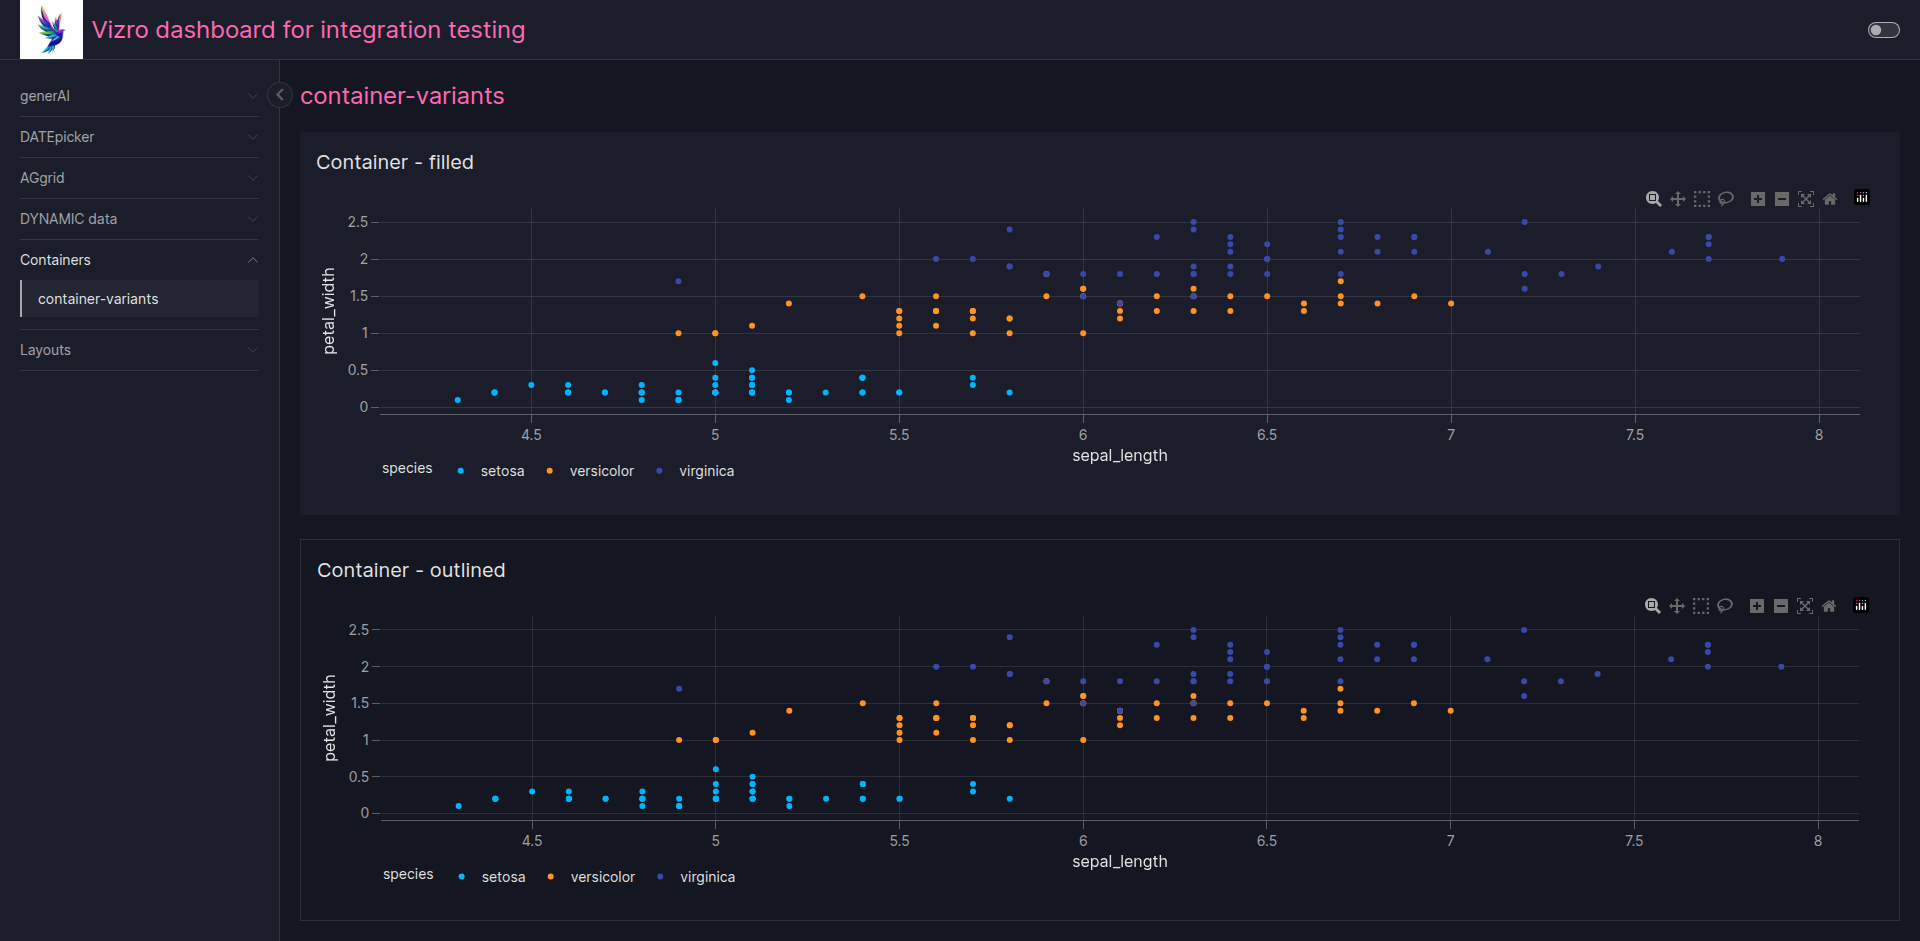 Vizro dashboard for integration testing
generAI
DATEpicker
AGgrid
DYNAMIC data
Containers
container-variants
Layouts
container-variants
Container - filled
petal_width
2.5
2
1.5
1
0.5
0
4.5 5 5.5 6 6.5 7 7.5 8
sepal_length
species setosa versicolor virginica
Container - outlined
petal_width
2.5
2
1.5
1
0.5
0
4.5 5 5.5 6 6.5 7 7.5 8
sepal_length
species setosa versicolor virginica